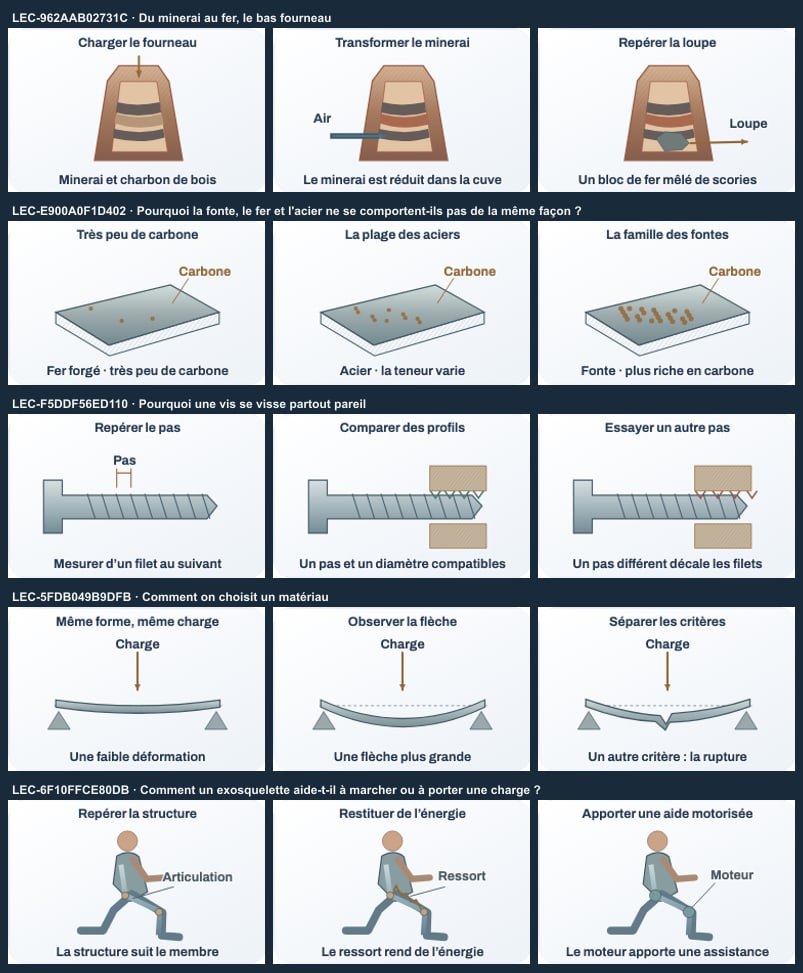 LEC-962AAB02731C · Du minerai au fer, le bas fourneau
Charger le fourneau
Transformer le minerai
Repérer la loupe
Air
Loupe
Minerai et charbon de bois
Le minerai est réduit dans la cuve
Un bloc de fer mêlé de scories
LEC-E900A0F1D402 · Pourquoi la fonte, le fer et l'acier ne se comportent-ils pas de la même façon ?
Très peu de carbone
La plage des aciers
La famille des fontes
Carbone
Carbone
Carbone
Fer forgé · très peu de carbone
Acier · la teneur varie
Fonte · plus riche en carbone
LEC-F5DDF56ED110 · Pourquoi une vis se visse partout pareil
Repérer le pas
Comparer des profils
Essayer un autre pas
Pas
Mesurer d’un filet au suivant
Un pas et un diamètre compatibles
Un pas différent décale les filets
LEC-5FDB049B9DFB · Comment on choisit un matériau
Même forme, même charge
Observer la flèche
Séparer les critères
Charge
Charge
Charge
Une faible déformation
Une flèche plus grande
Un autre critère : la rupture
LEC-6F10FFCE80DB · Comment un exosquelette aide-t-il à marcher ou à porter une charge ?
Repérer la structure
Restituer de l’énergie
Apporter une aide motorisée
Articulation
Ressort
Moteur
La structure suit le membre
Le ressort rend de l’énergie
Le moteur apporte une assistance